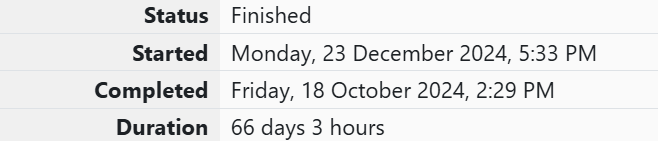 Status Finished
Started Monday, 23 December 2024, 5:33 PM
Completed Friday, 18 October 2024, 2:29 PM
Duration 66 days 3 hours